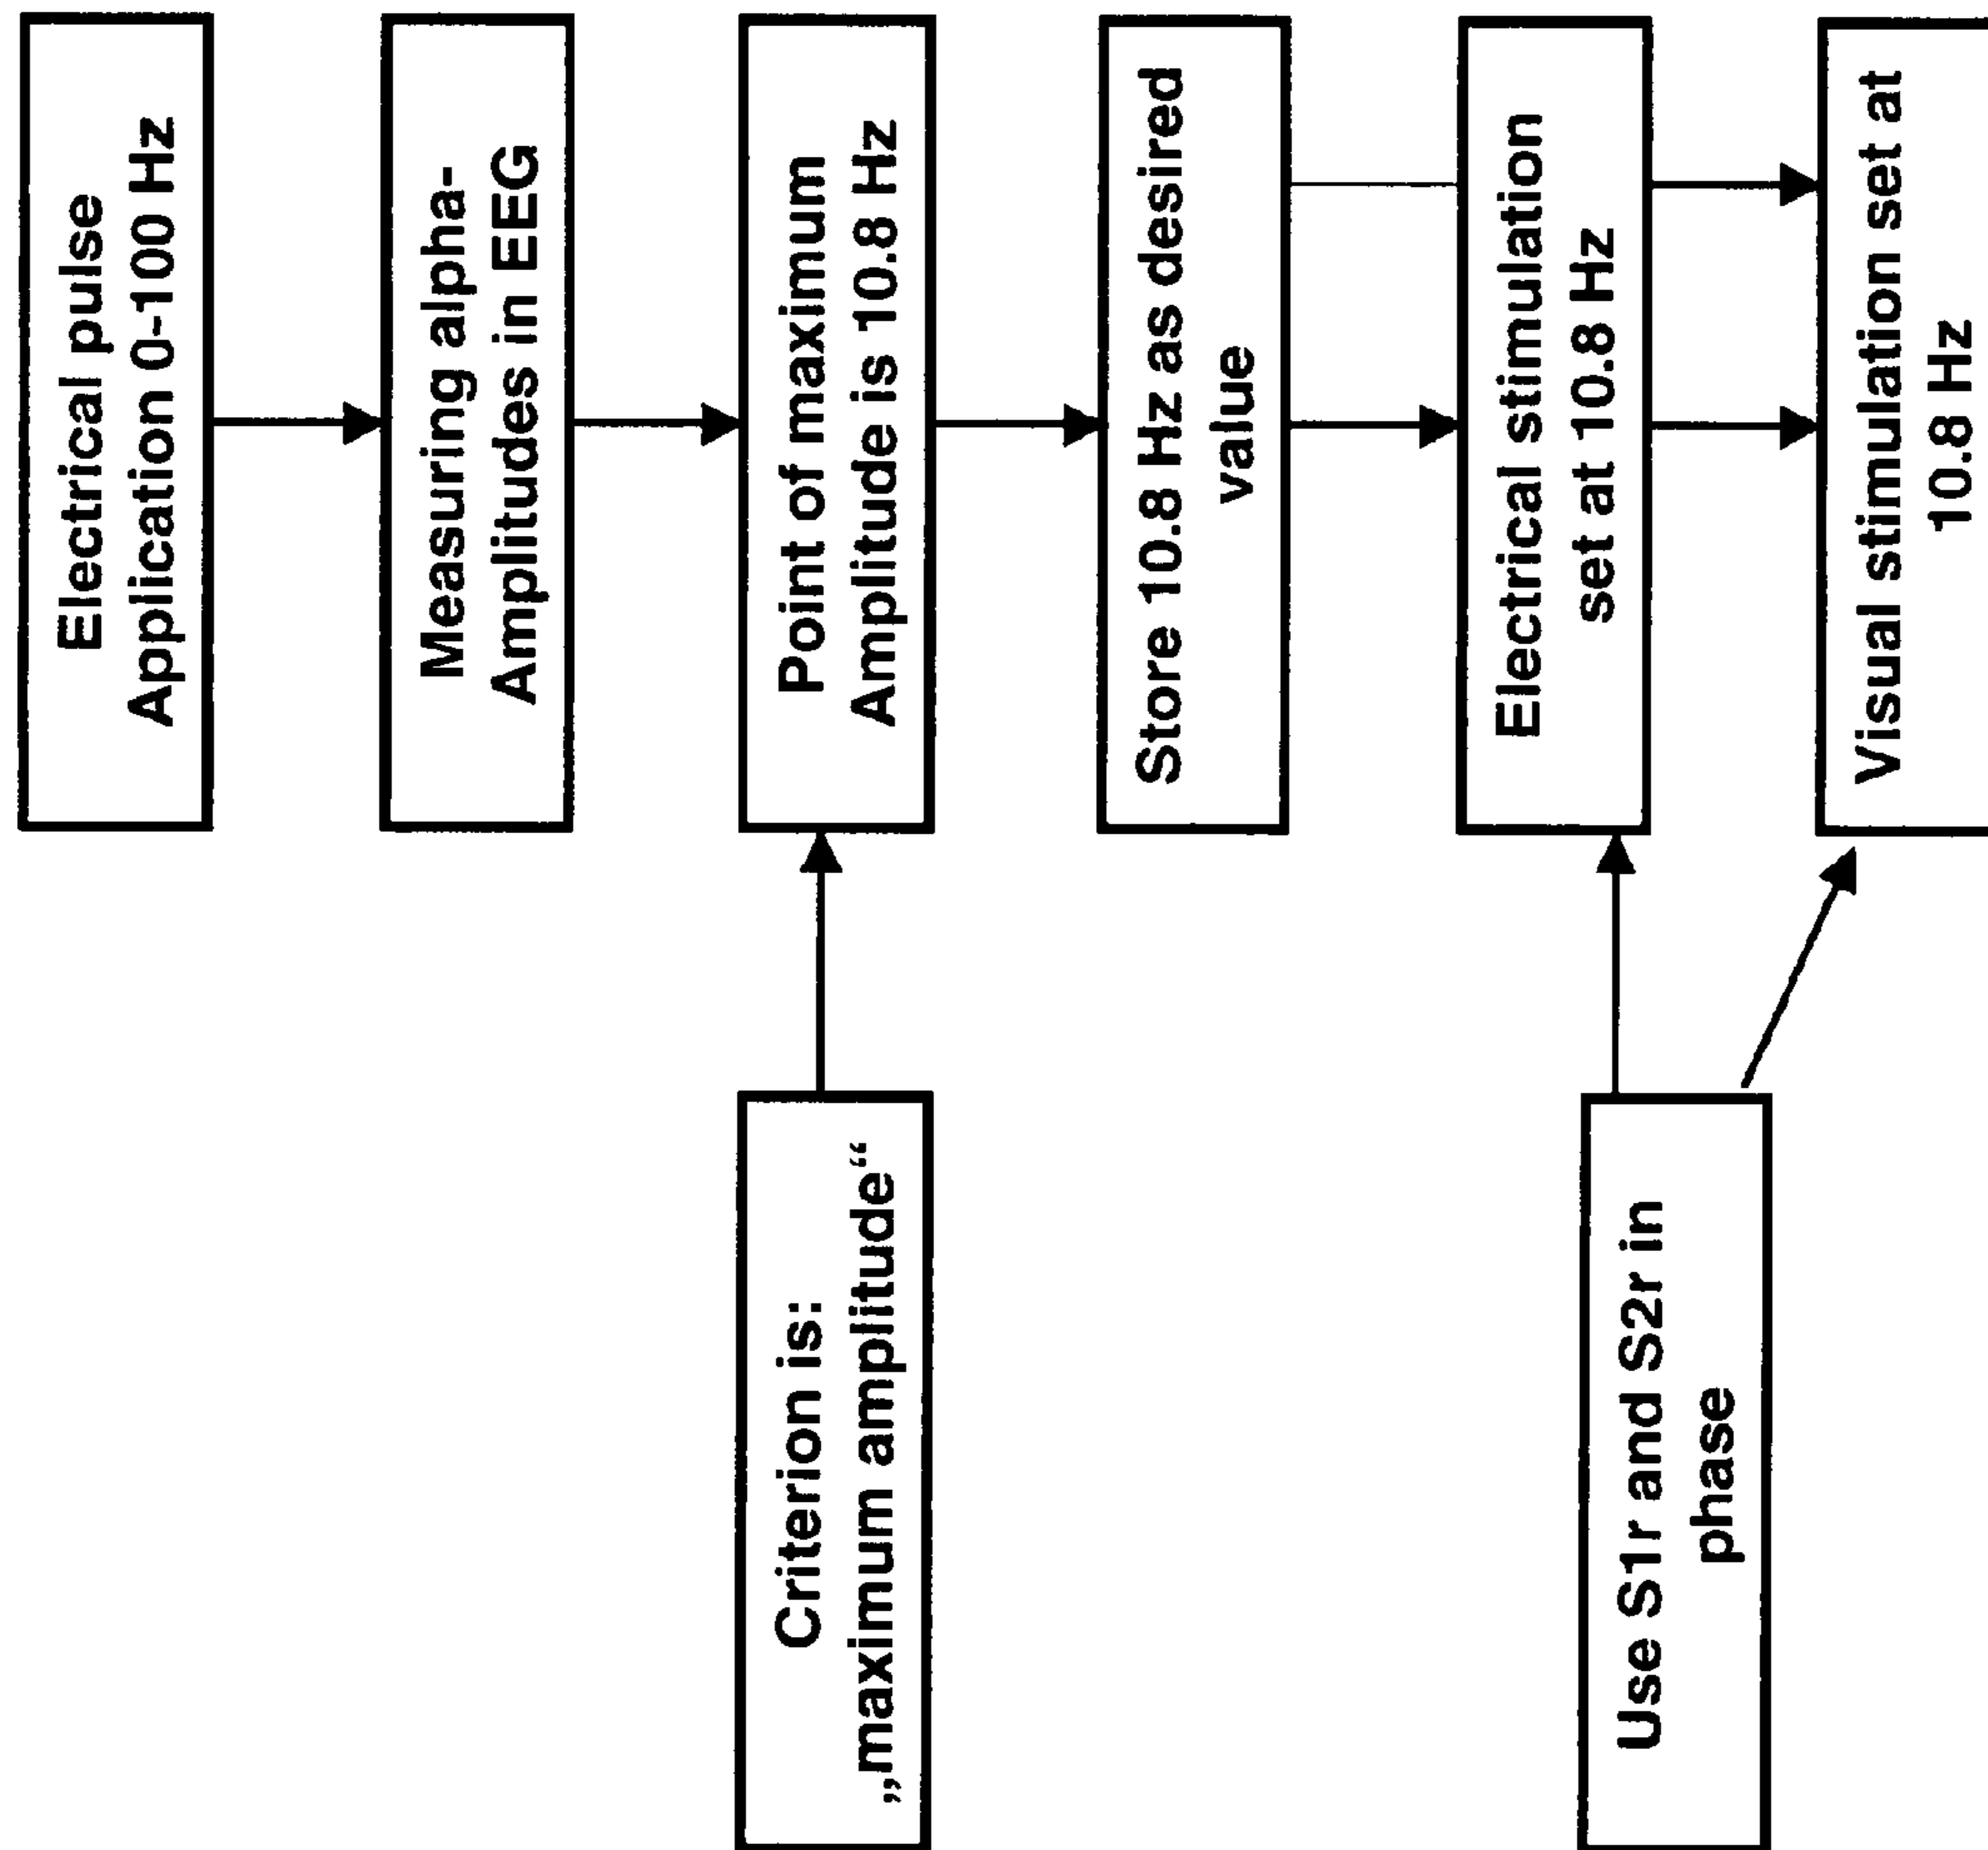 Electrical pulse
Application 0-100 Hz
Measuring alpha-
Amplitudes in EEG
Criterion is:
„maximum amplitude“
Point of maximum
Amplitude is 10.8 Hz
Store 10.8 Hz as desired
value
Use S1r and S2r in
phase
Electrical stimulation
set at 10.8 Hz
Visual stimulation set at
10.8 Hz